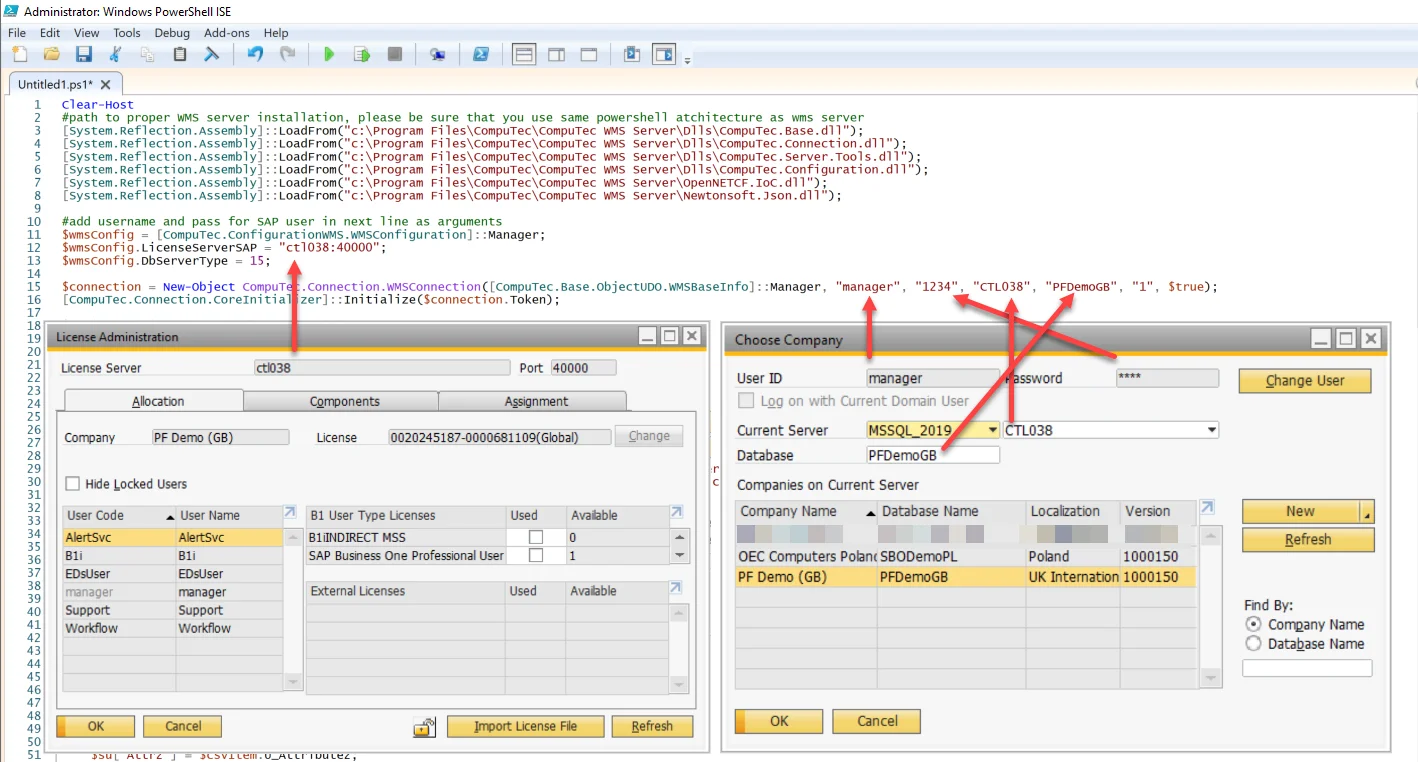 Administrator: Windows PowerShell ISE
File Edit View Tools Debug Add-ons Help
Untitled1.ps1* X
1 Clear-Host
2 #path to proper WMS server installation, please be sure that you use same powershell atchitecture as wms server
3 [System.Reflection.Assembly]::LoadFrom("c:\Program Files\CompuTec\CompuTec WMS Server\Dlls\CompuTec.Base.dll");
4 [System.Reflection.Assembly]::LoadFrom("c:\Program Files\CompuTec\CompuTec WMS Server\Dlls\CompuTec.Connection.dll");
5 [System.Reflection.Assembly]::LoadFrom("c:\Program Files\CompuTec\CompuTec WMS Server\Dlls\CompuTec.Server.Tools.dll");
6 [System.Reflection.Assembly]::LoadFrom("c:\Program Files\CompuTec\CompuTec WMS Server\Dlls\CompuTec.Configuration.dll");
7 [System.Reflection.Assembly]::LoadFrom("c:\Program Files\CompuTec\CompuTec WMS Server\OpenNETCF.IoC.dll");
8 [System.Reflection.Assembly]::LoadFrom("c:\Program Files\CompuTec\CompuTec WMS Server\Newtonsoft.Json.dll");
9
10 #add username and pass for SAP user in next line as arguments
11 $wmsConfig = [CompuTec.ConfigurationWMS.WMSConfiguration]::Manager;
12 $wmsConfig.LicenseServerSAP = "ctl038:40000";
13 $wmsConfig.DbServerType = 15;
14
15 $connection = New-Object CompuTec.Connection.WMSConnection([CompuTec.Base.ObjectUDO.WMSBaseInfo]::Manager, "manager", "1234", "CTL038", "PFDemoGB", "1", $true);
16 [CompuTec.Connection.CoreInitializer]::Initialize($connection.Token);
17
18
19
20
21
22
23
24
25
26
27
28
29
30
31
32
33
34
35
36
37
38
39
40
41
42
43
44
45
46
47
48
49
50
51
License Administration
License Server ctl038 Port 40000
Allocation Components Assignment
Company PF Demo (GB) License 0020245187-0000681109(Global) Change
Hide Locked Users
User Code User Name
AlertSvc AlertSvc
B1i B1i
EDsUser EDsUser
manager manager
Support Support
Workflow Workflow
B1 User Type Licenses Used Available
B1iINDIRECT MSS 0
SAP Business One Professional User 1
External Licenses Used Available
OK Cancel Import License File Refresh
Choose Company
User ID manager Password ****
Change User
Log on with Current Domain User
Current Server MSSQL_2019 CTL038
Database PFDemoGB
Companies on Current Server
Company Name Database Name Localization Version
OEC Computers Polanc SBODemoPL Poland 1000150
PF Demo (GB) PFDemoGB UK Internation 1000150
New
Refresh
Find By:
Company Name
Database Name
OK Cancel